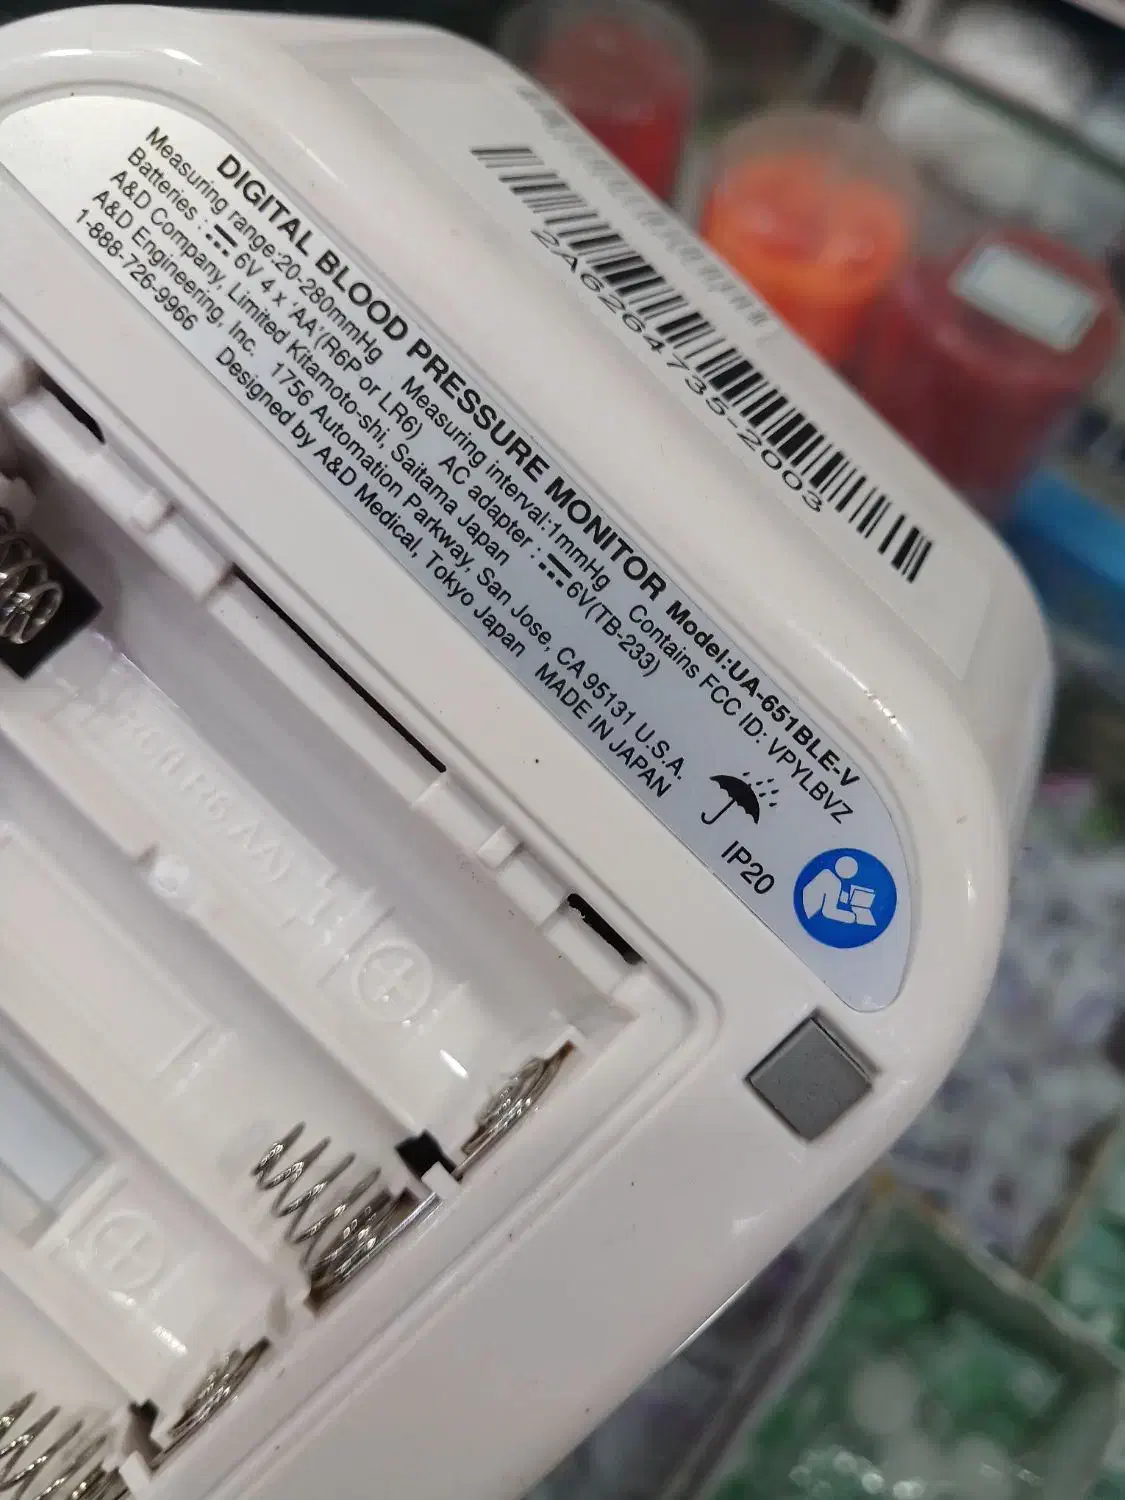 2A6264735-2003
DIGITAL BLOOD PRESSURE MONITOR Model:UA-651BLE-V
Measuring range:20-280mmHg Measuring interval:1mmHg Contains FCC ID: VPYLBVZ
Batteries : 6V 4 x 'AA'(R6P or LR6) AC adapter : 6V(TB-233)
A&D Company, Limited Kitamoto-shi, Saitama Japan
A&D Engineering, Inc. 1756 Automation Parkway, San Jose, CA 95131 U.S.A.
1-888-726-9966 Designed by A&D Medical, Tokyo Japan MADE IN JAPAN
IP20